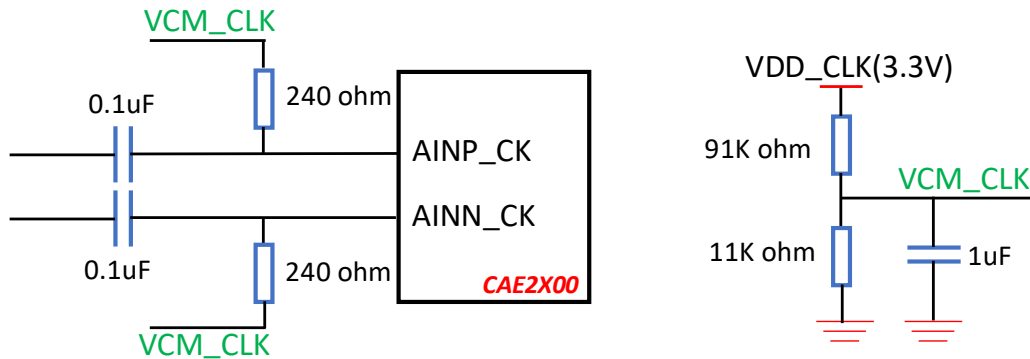 VCM_CLK
0.1uF
240 ohm
AINP_CK
AINN_CK
0.1uF
240 ohm
CAE2X00
VCM_CLK
VDD_CLK(3.3V)
91K ohm
VCM_CLK
11K ohm
1uF